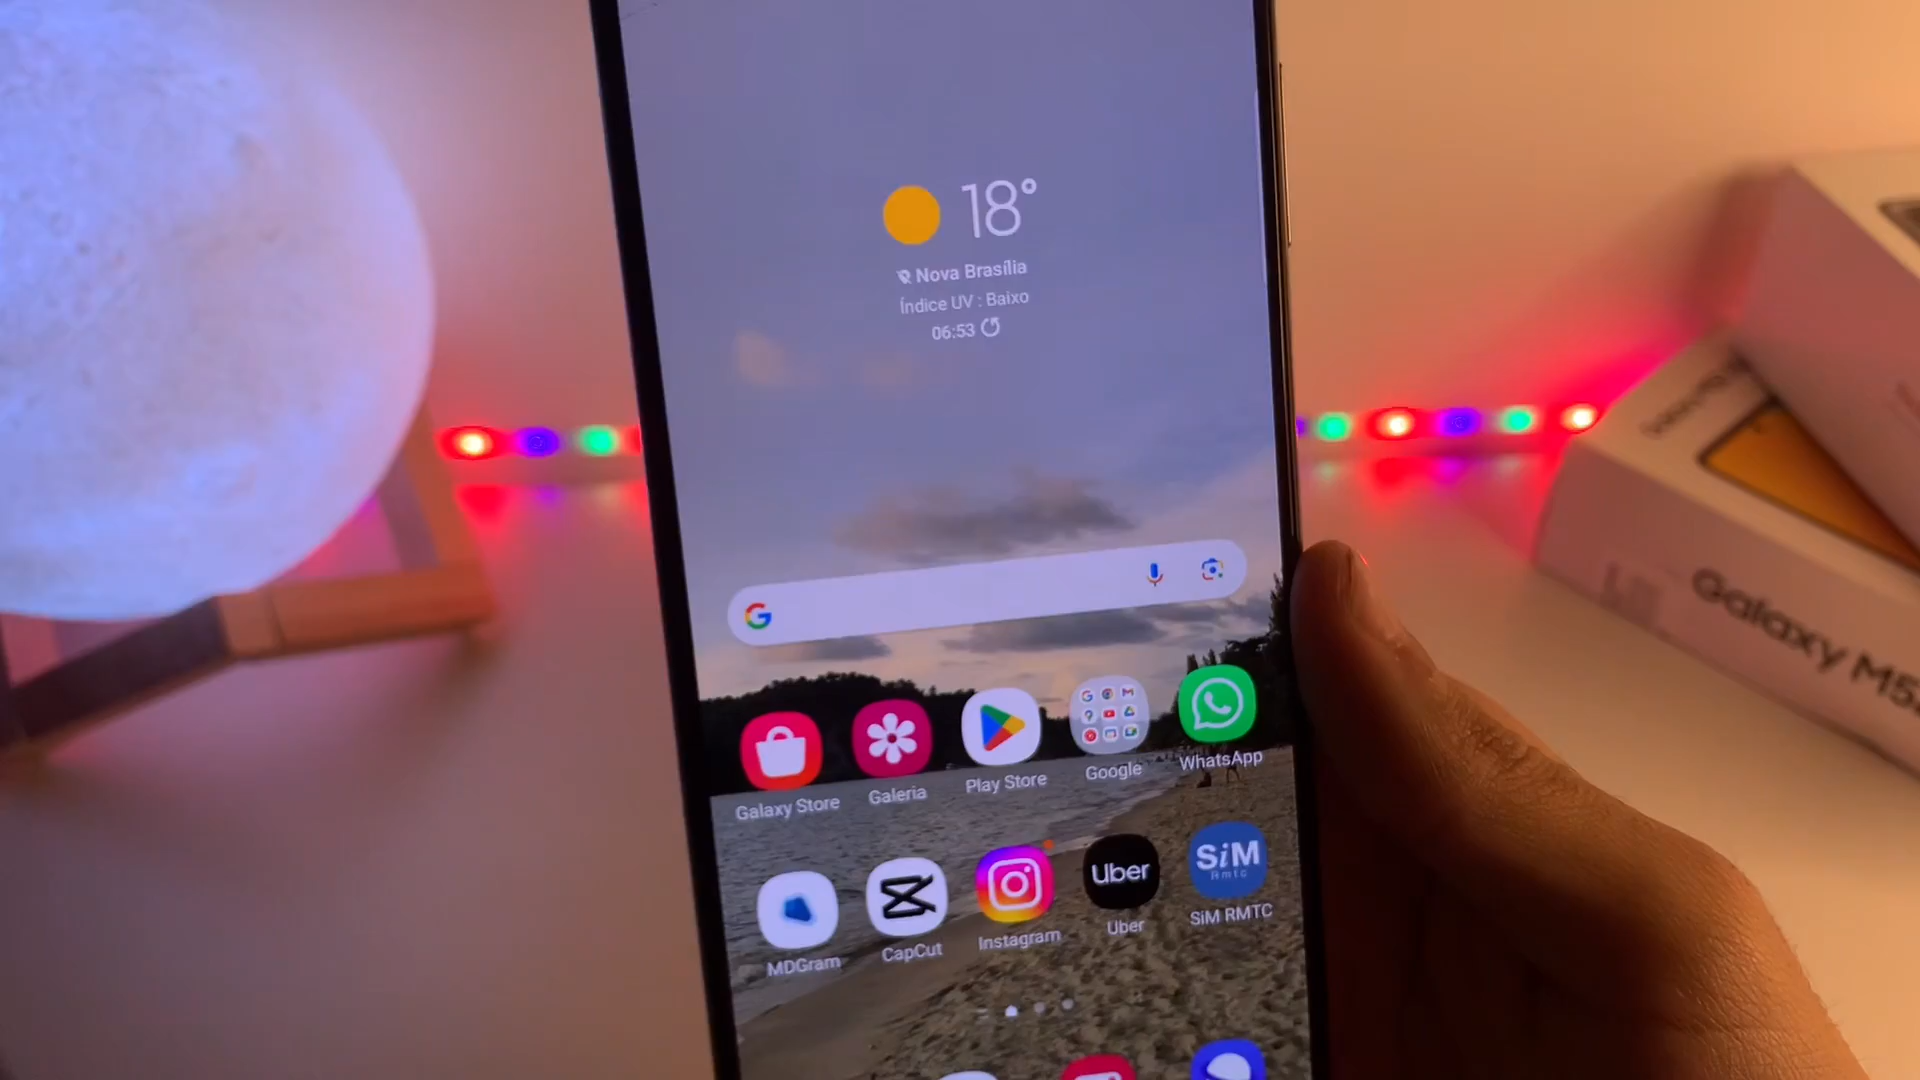 18°
Nova Brasília
Índice UV : Baixo
06:53
Galaxy Store
Galeria
Play Store
Google
WhatsApp
Uber
SiM
Rmtc
MDGram
CapCut
Instagram
Uber
SiM RMTC
Galaxy